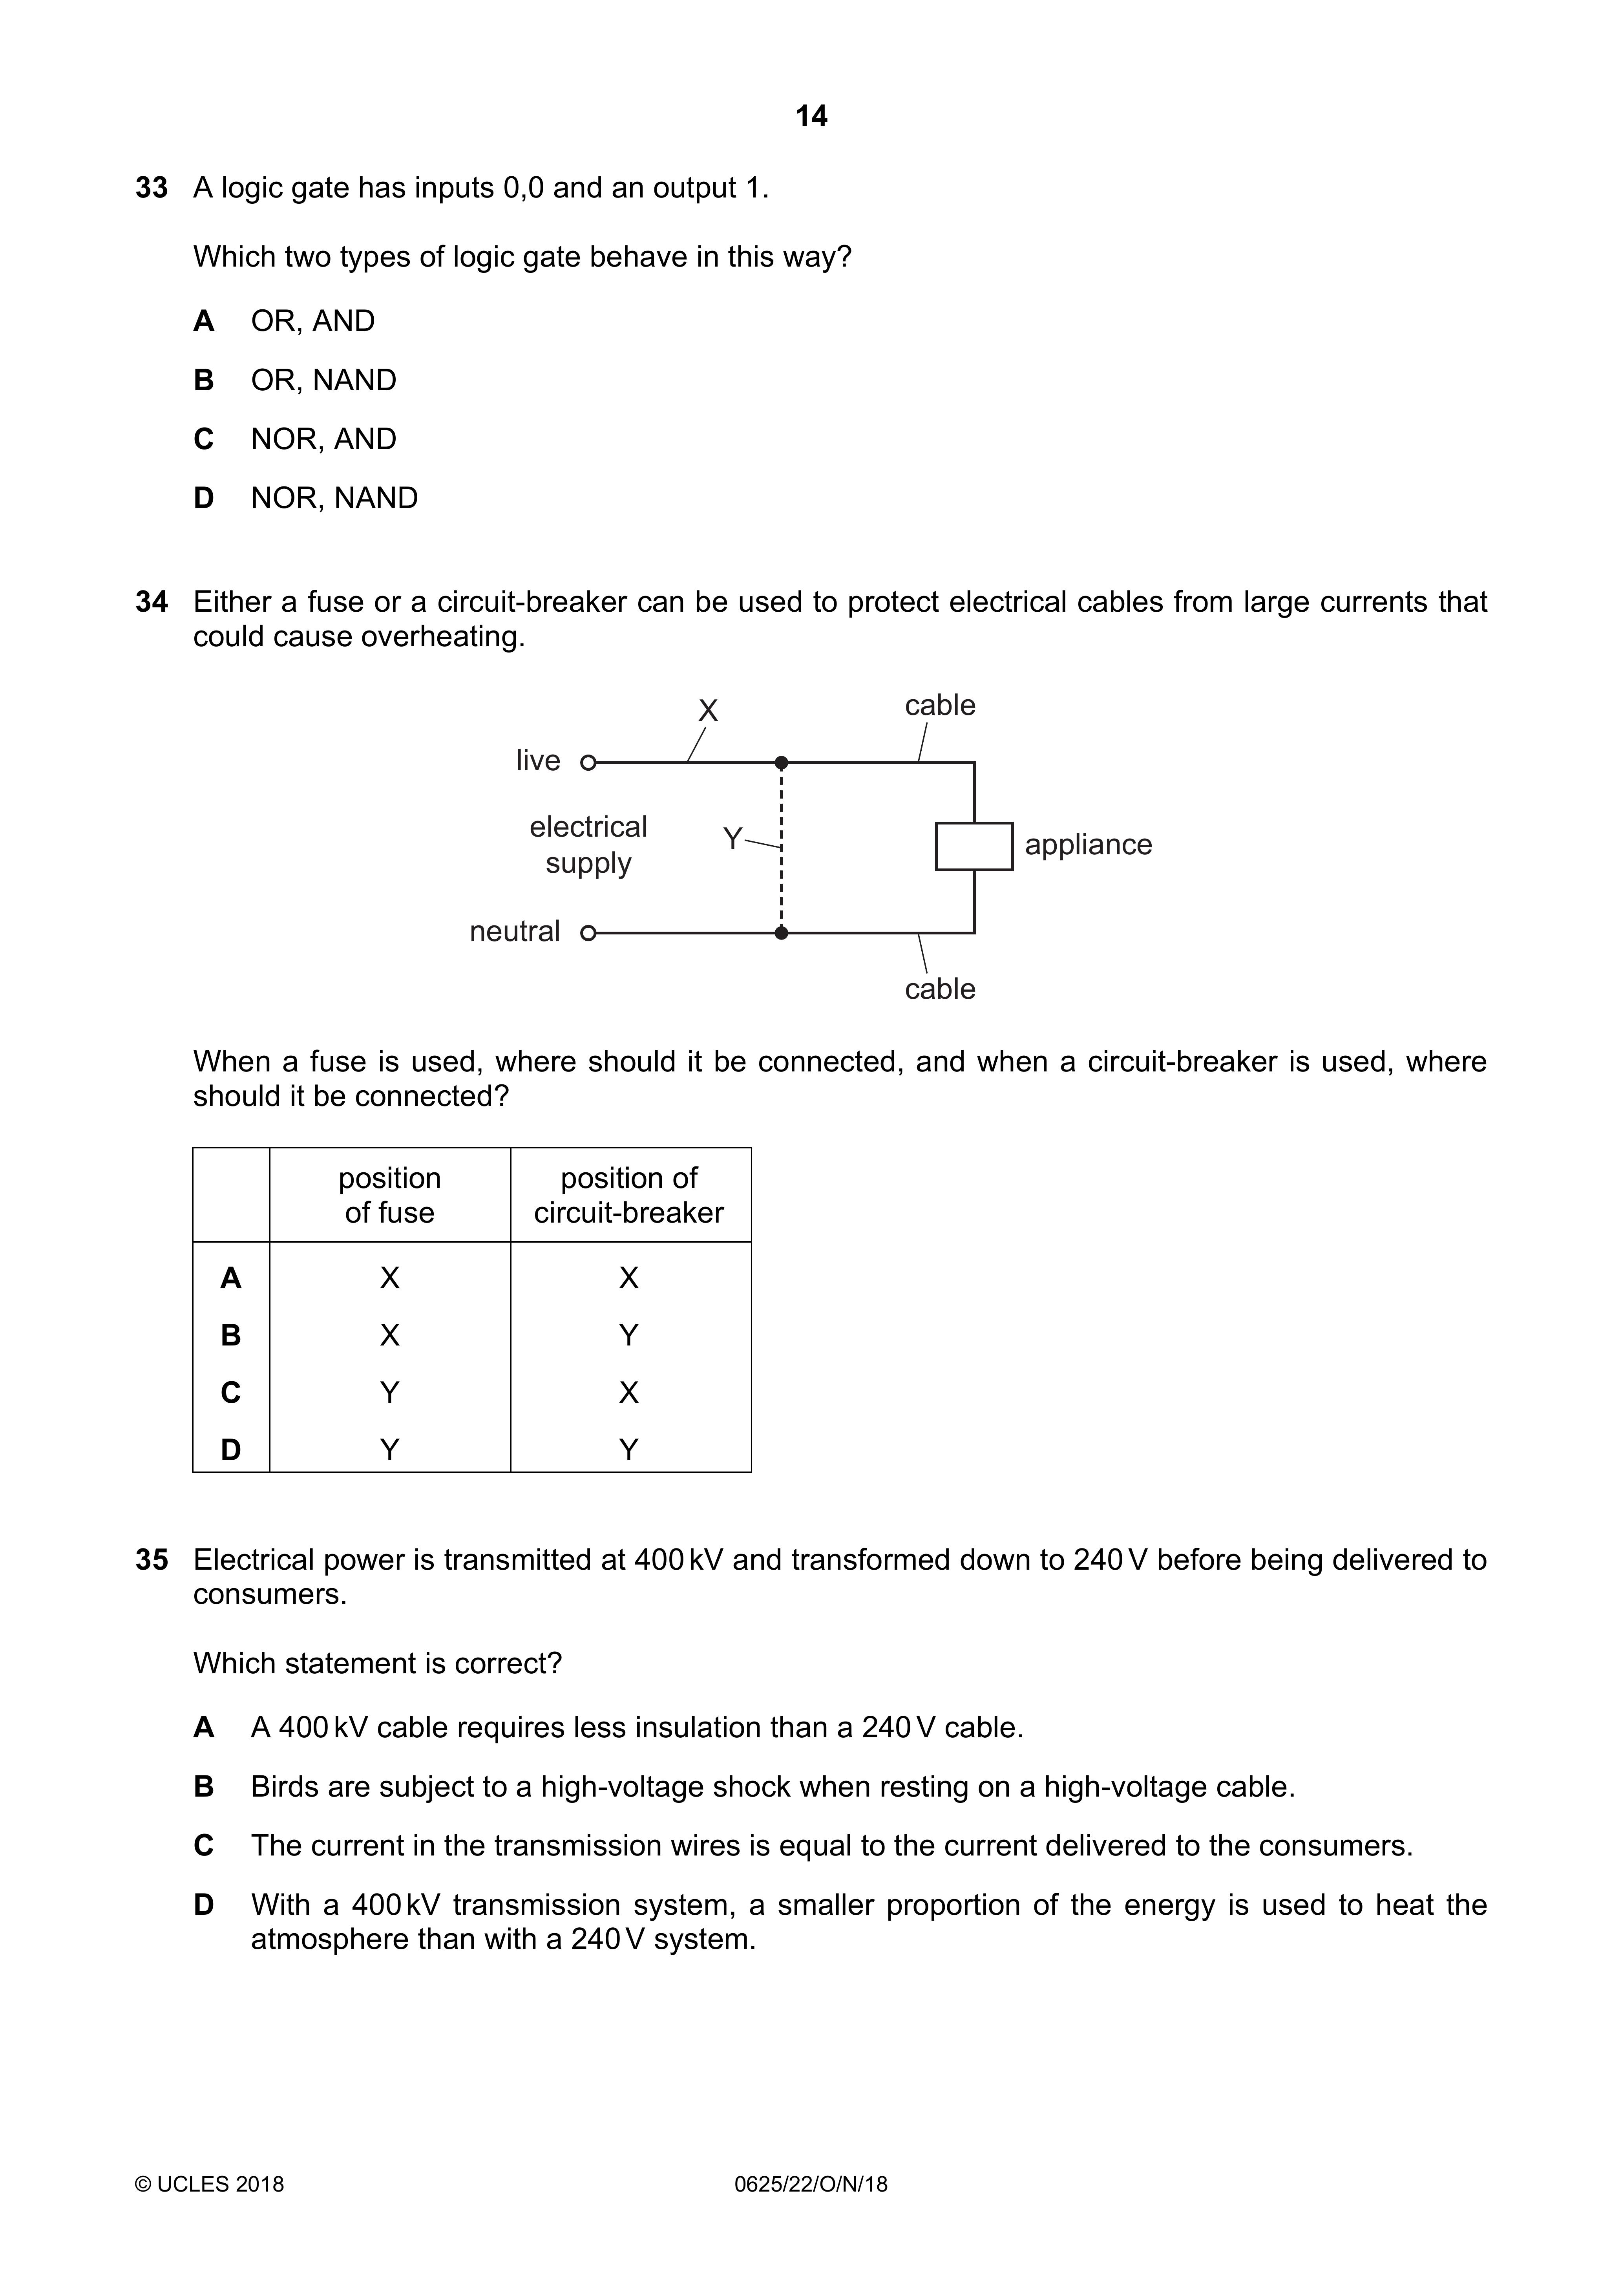 14
33 A logic gate has inputs 0,0 and an output 1.
Which two types of logic gate behave in this way?
A OR, AND
B OR, NAND
C NOR, AND
D NOR, NAND
34 Either a fuse or a circuit-breaker can be used to protect electrical cables from large currents that
could cause overheating.
X
cable
live
electrical
supply
Y
appliance
neutral
cable
When a fuse is used, where should it be connected, and when a circuit-breaker is used, where
should it be connected?
position position of
of fuse circuit-breaker
A X X
B X Y
C Y X
D Y Y
35 Electrical power is transmitted at 400 kV and transformed down to 240 V before being delivered to
consumers.
Which statement is correct?
A A 400 kV cable requires less insulation than a 240 V cable.
B Birds are subject to a high-voltage shock when resting on a high-voltage cable.
C The current in the transmission wires is equal to the current delivered to the consumers.
D With a 400 kV transmission system, a smaller proportion of the energy is used to heat the
atmosphere than with a 240 V system.
© UCLES 2018 0625/22/O/N/18